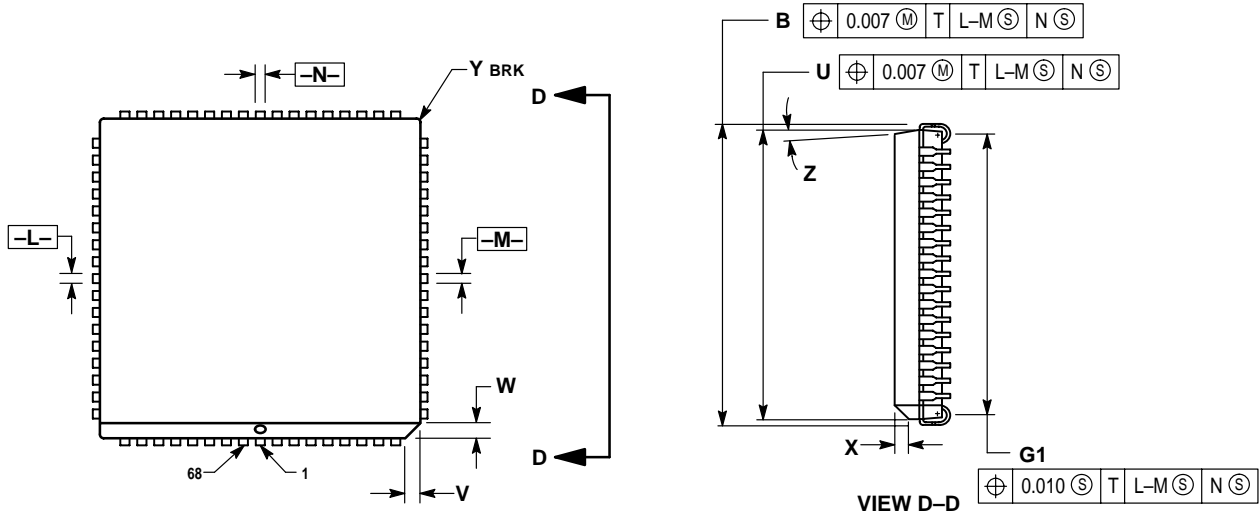 B ⌖ 0.007 Ⓜ T L–M Ⓢ N Ⓢ
U ⌖ 0.007 Ⓜ T L–M Ⓢ N Ⓢ
–N–
Y BRK
D
Z
–L–
–M–
W
D
68
1
V
X
G1
⌖ 0.010 Ⓢ T L–M Ⓢ N Ⓢ
VIEW D–D